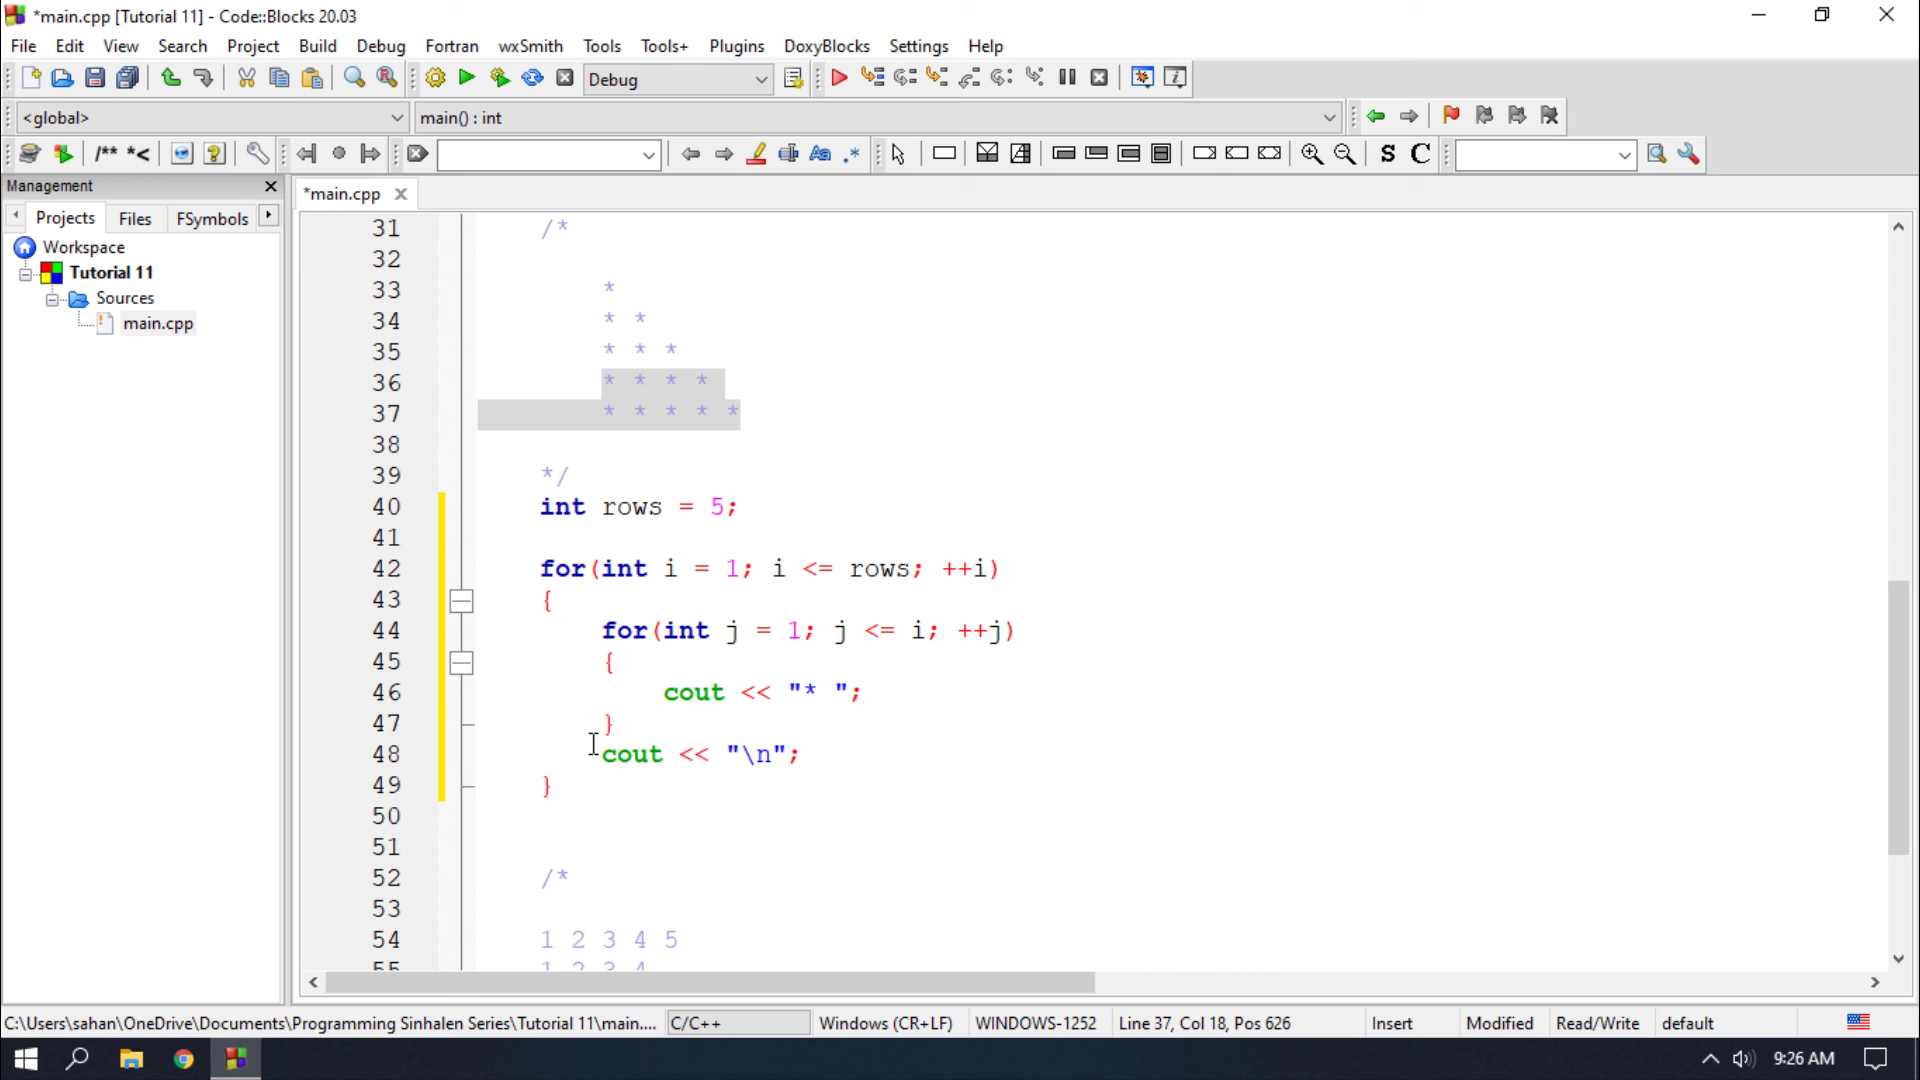 *main.cpp [Tutorial 11] - Code::Blocks 20.03
File Edit View Search Project Build Debug Fortran wxSmith Tools Tools+ Plugins DoxyBlocks Settings Help
Debug
<global> main() : int
/** *<
S C
Management
Projects Files FSymbols
*main.cpp
Workspace
Tutorial 11
Sources
main.cpp
31 /*
32
33 *
34 * *
35 * * *
36 * * * *
37 * * * * *
38
39 */
40 int rows = 5;
41
42 for(int i = 1; i <= rows; ++i)
43 {
44 for(int j = 1; j <= i; ++j)
45 {
46 cout << "* ";
47 }
48 cout << "\n";
49 }
50
51
52 /*
53
54 1 2 3 4 5
55 1 2 3 4
C:\Users\sahan\OneDrive\Documents\Programming Sinhalen Series\Tutorial 11\main.... C/C++ Windows (CR+LF) WINDOWS-1252 Line 37, Col 18, Pos 626 Insert Modified Read/Write default
9:26 AM